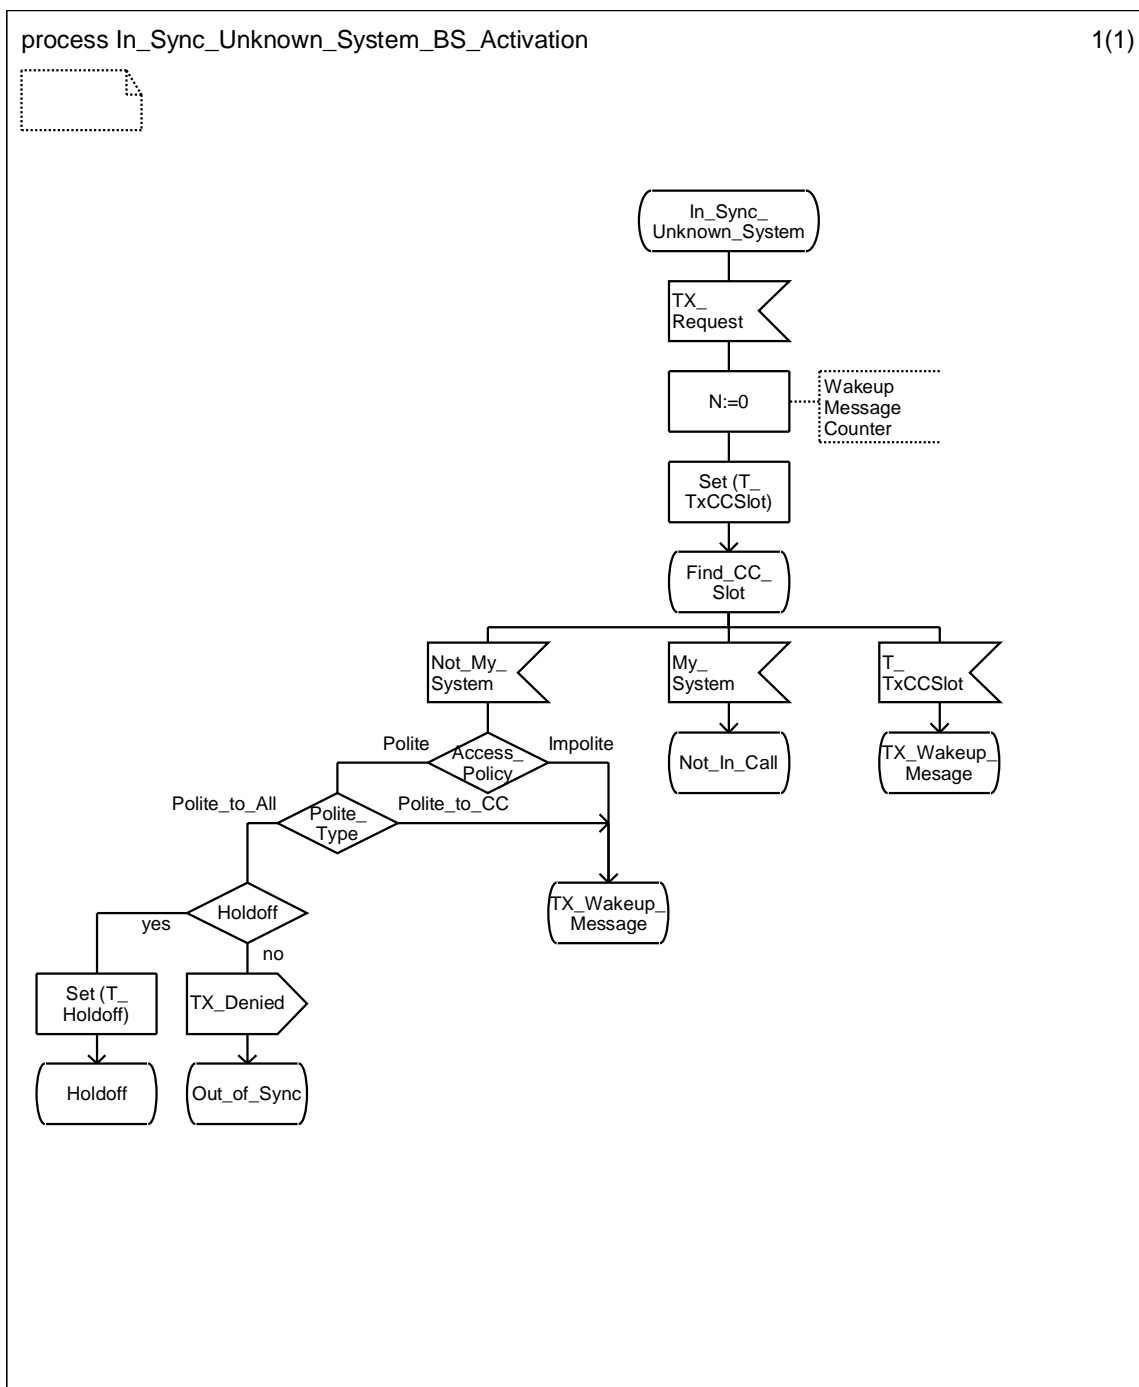 process In_Sync_Unknown_System_BS_Activation
1(1)
In_Sync_
Unknown_System
TX_
Request
N:=0
Wakeup
Message
Counter
Set (T_
TxCCSlot)
Find_CC_
Slot
Not_My_
System
My_
System
T_
TxCCSlot
Polite
Access_
Policy
Impolite
Not_In_Call
TX_Wakeup_
Mesage
Polite_to_All
Polite_
Type
Polite_to_CC
Holdoff
yes
no
TX_Wakeup_
Message
Set (T_
Holdoff)
TX_Denied
Holdoff
Out_of_Sync